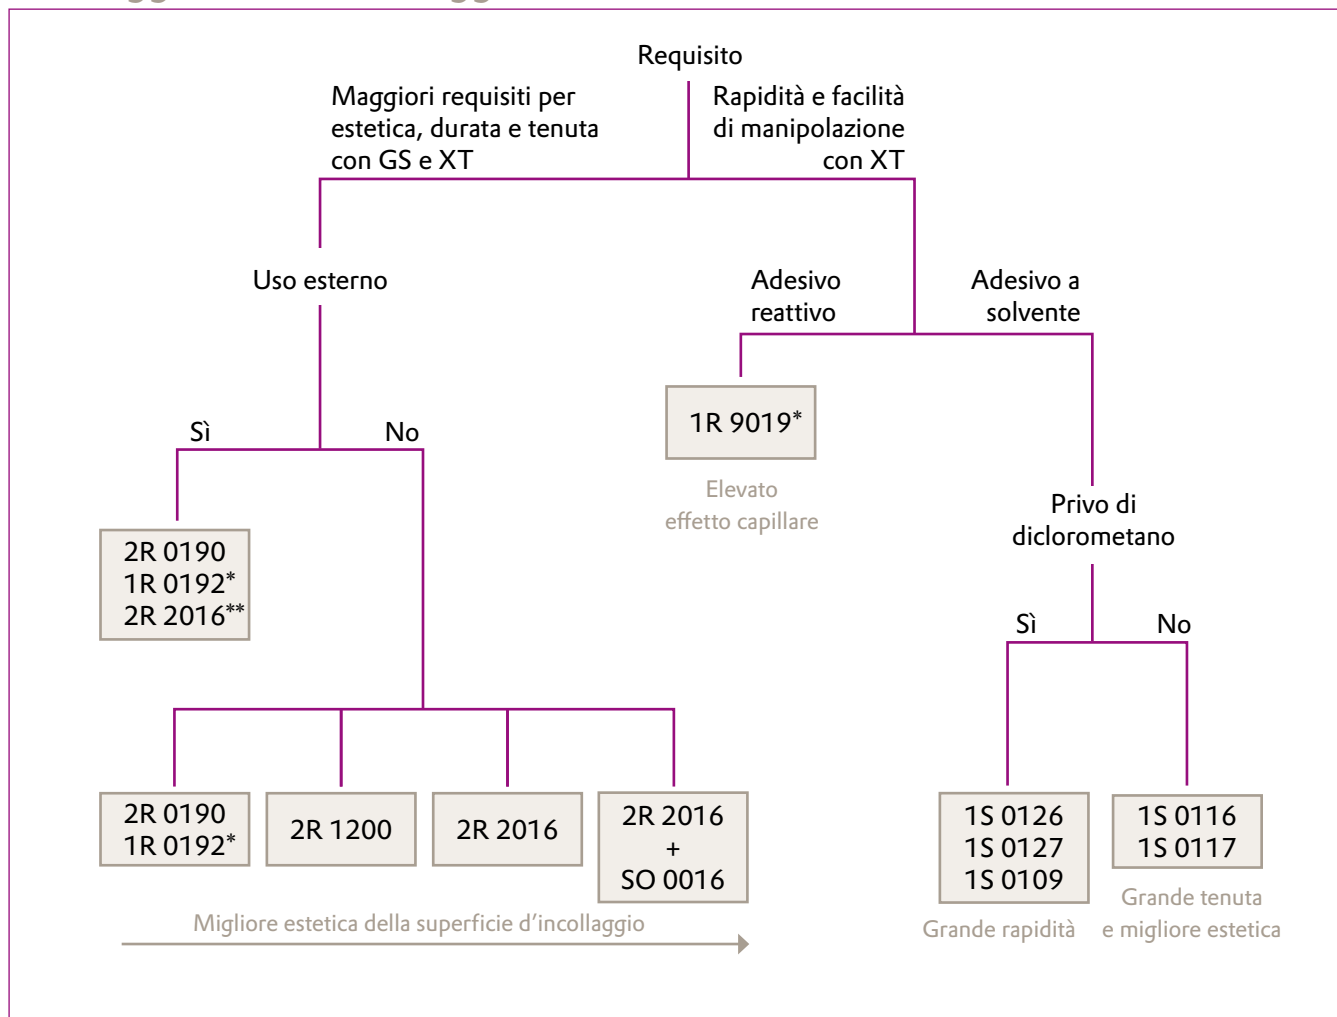 Requisito
Maggiori requisiti per
estetica, durata e tenuta
con GS e XT
Rapidità e facilità
di manipolazione
con XT
Uso esterno
Adesivo
reattivo
Adesivo a
solvente
1R 9019*
Elevato
effetto capillare
Sì
No
Privo di
diclorometano
2R 0190
1R 0192*
2R 2016**
Sì
No
2R 0190
1R 0192*
2R 1200
2R 2016
2R 2016
+
SO 0016
1S 0126
1S 0127
1S 0109
1S 0116
1S 0117
Migliore estetica della superficie d'incollaggio
Grande rapidità
Grande tenuta
e migliore estetica